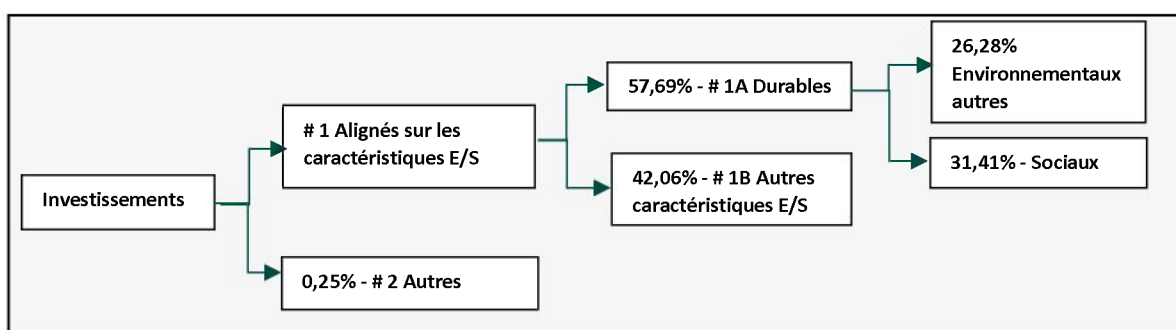 Investissements
# 1 Alignés sur les
caractéristiques E/S
0,25% - # 2 Autres
57,69% - # 1A Durables
42,06% - # 1B Autres
caractéristiques E/S
26,28%
Environnementaux
autres
31,41% - Sociaux